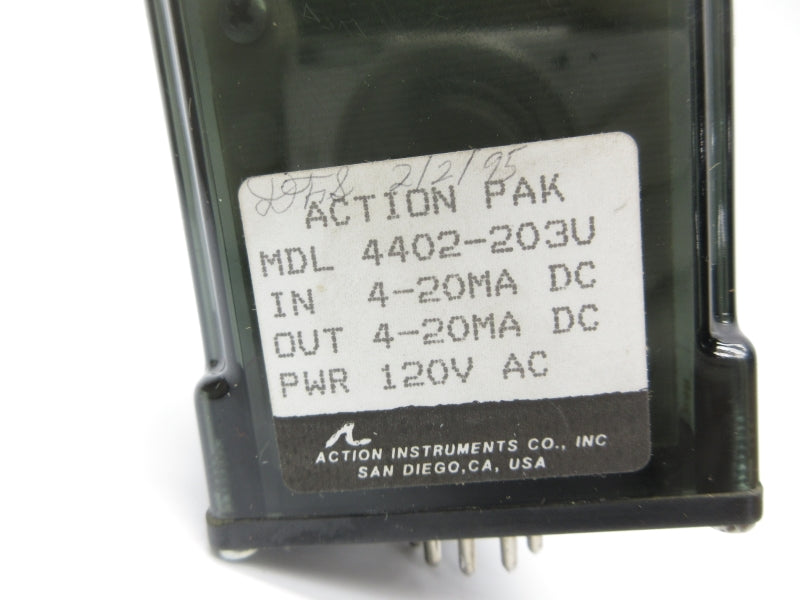 2/2/95
ACTION PAK
MDL 4402-203U
IN 4-20MA DC
OUT 4-20MA DC
PWR 120V AC
ACTION INSTRUMENTS CO., INC
SAN DIEGO, CA, USA